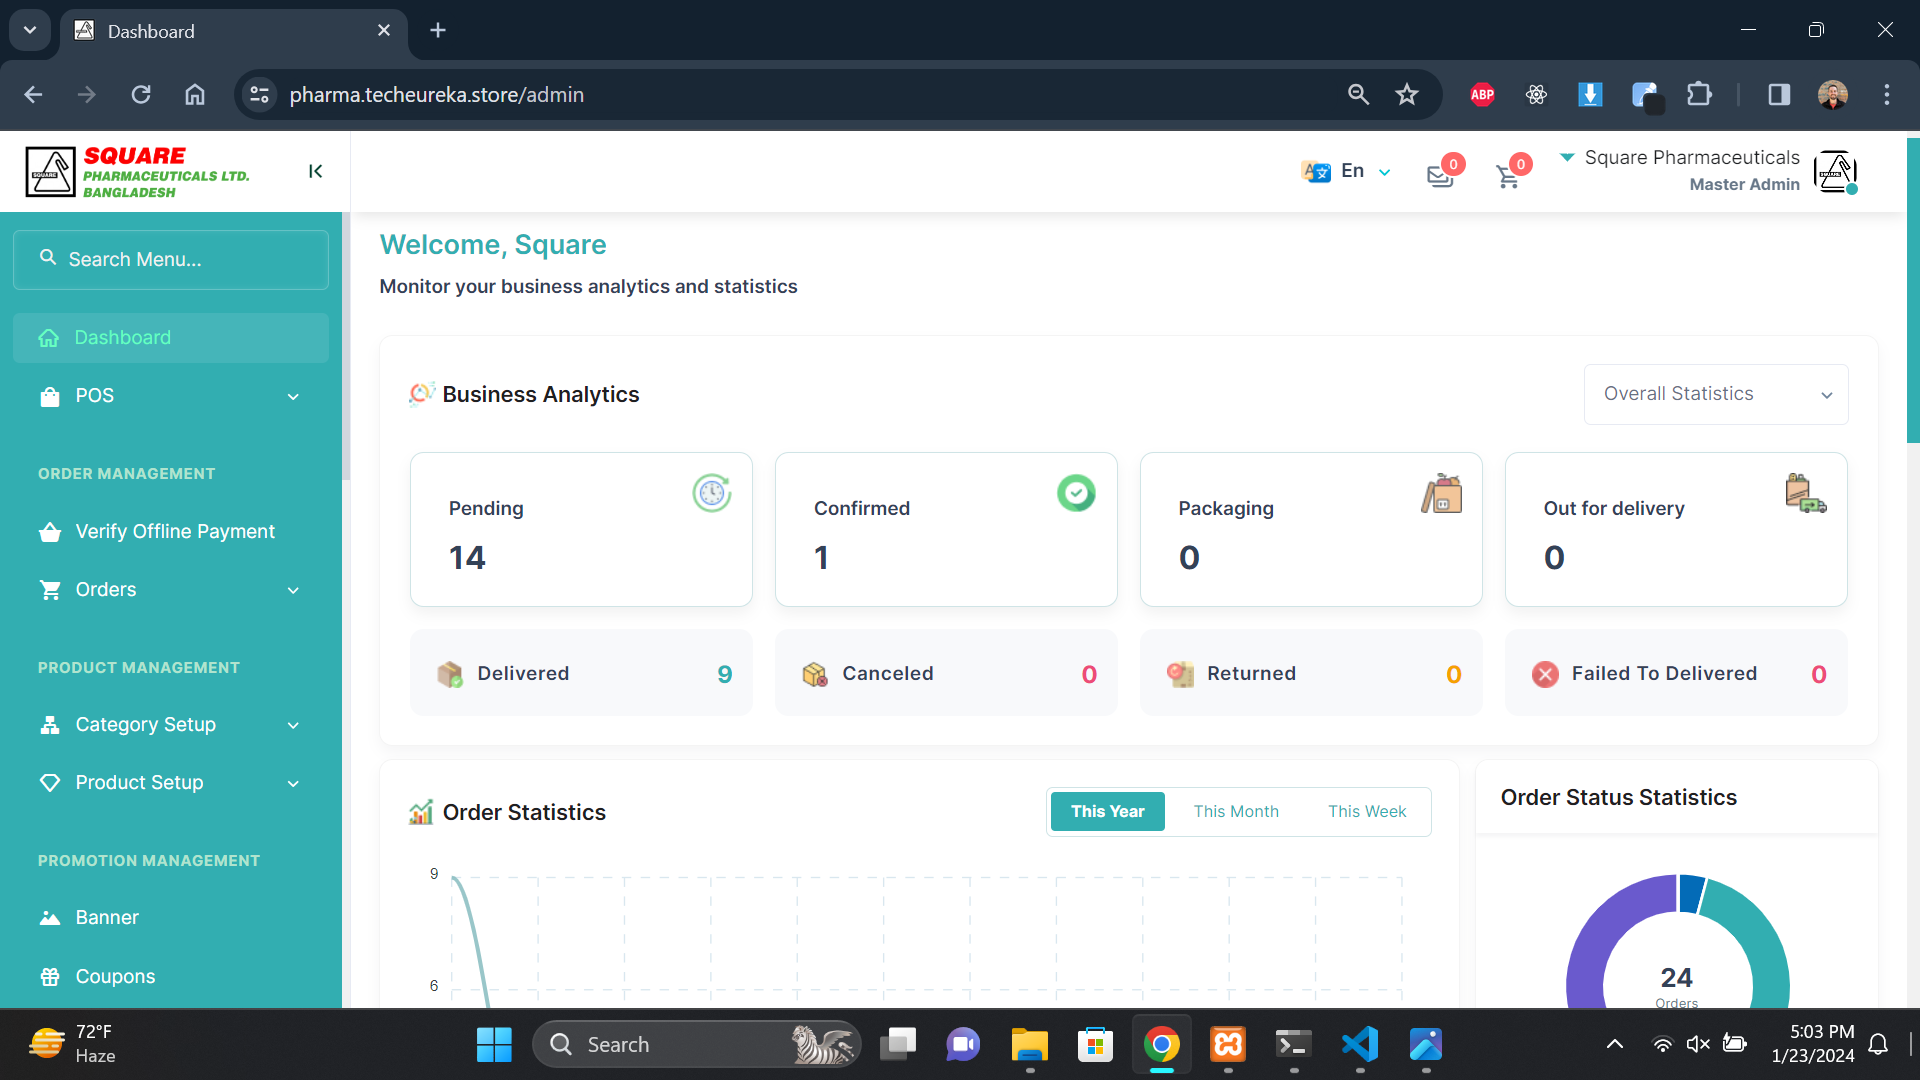 Dashboard
pharma.techeureka.store/admin
ABP
SQUARE
PHARMACEUTICALS LTD.
BANGLADESH
En
0
0
Square Pharmaceuticals
Master Admin
Search Menu...
Dashboard
POS
ORDER MANAGEMENT
Verify Offline Payment
Orders
PRODUCT MANAGEMENT
Category Setup
Product Setup
PROMOTION MANAGEMENT
Banner
Coupons
Welcome, Square
Monitor your business analytics and statistics
Business Analytics
Overall Statistics
Pending
14
Confirmed
1
Packaging
0
Out for delivery
0
Delivered 9
Canceled 0
Returned 0
Failed To Delivered 0
Order Statistics
This Year This Month This Week
9
6
Order Status Statistics
24
Orders
72°F
Haze
Search
5:03 PM
1/23/2024